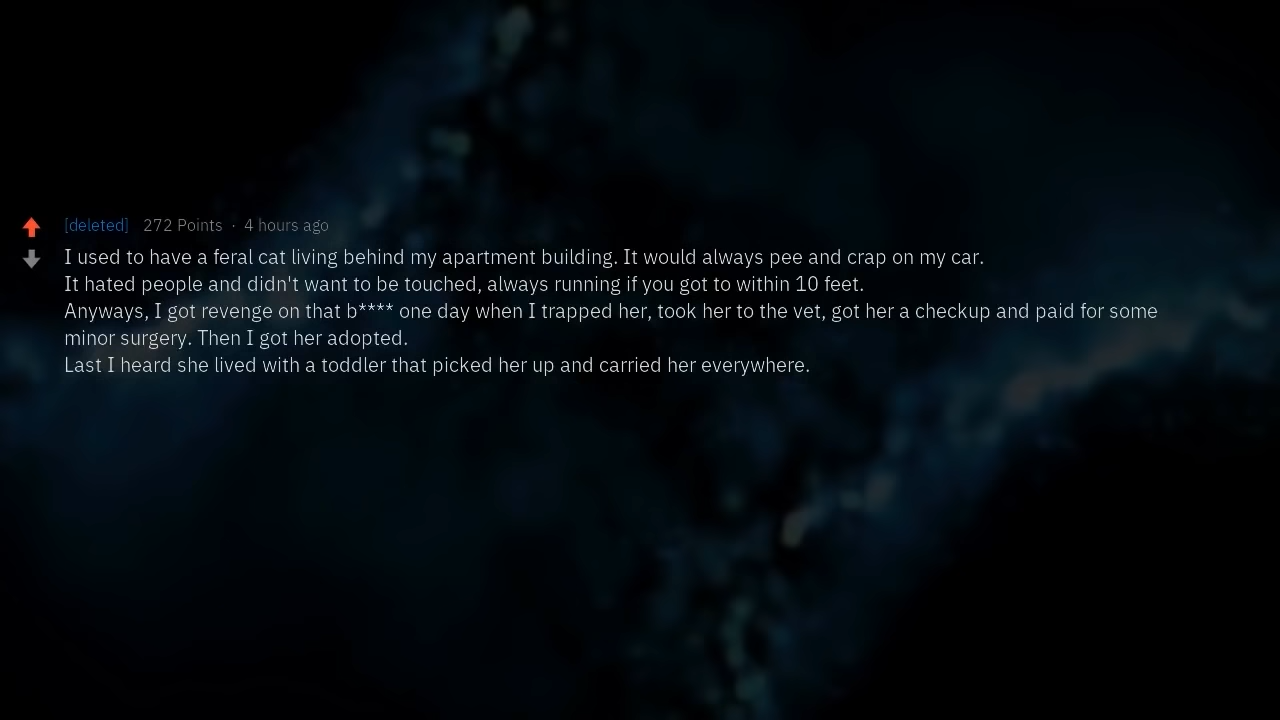 [deleted] 272 Points · 4 hours ago
I used to have a feral cat living behind my apartment building. It would always pee and crap on my car.
It hated people and didn't want to be touched, always running if you got to within 10 feet.
Anyways, I got revenge on that b**** one day when I trapped her, took her to the vet, got her a checkup and paid for some
minor surgery. Then I got her adopted.
Last I heard she lived with a toddler that picked her up and carried her everywhere.